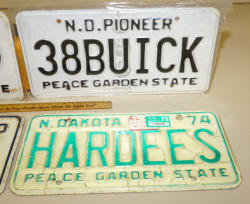 N.D. PIONEER
38BUICK
PEACE GARDEN STATE
N. DAKOTA 74
HARDEES
PEACE GARDEN STATE